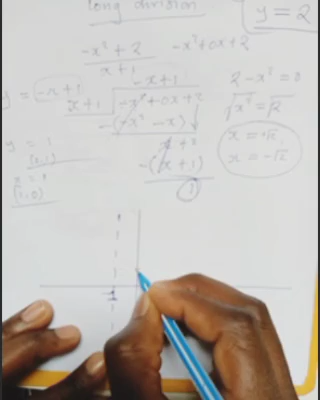 long division
y = 2
-x² + 2
x + 1
-x² + 0x + 2
-x + 1
y = -x + 1
x + 1
-x² + 0x + 2
-(-x² - x)
x + 2
-(x + 1)
1
2 - x² = 0
√x² = √2
x = √2,
x = -√2
y = 1
(0,1)
(1,0)
-1